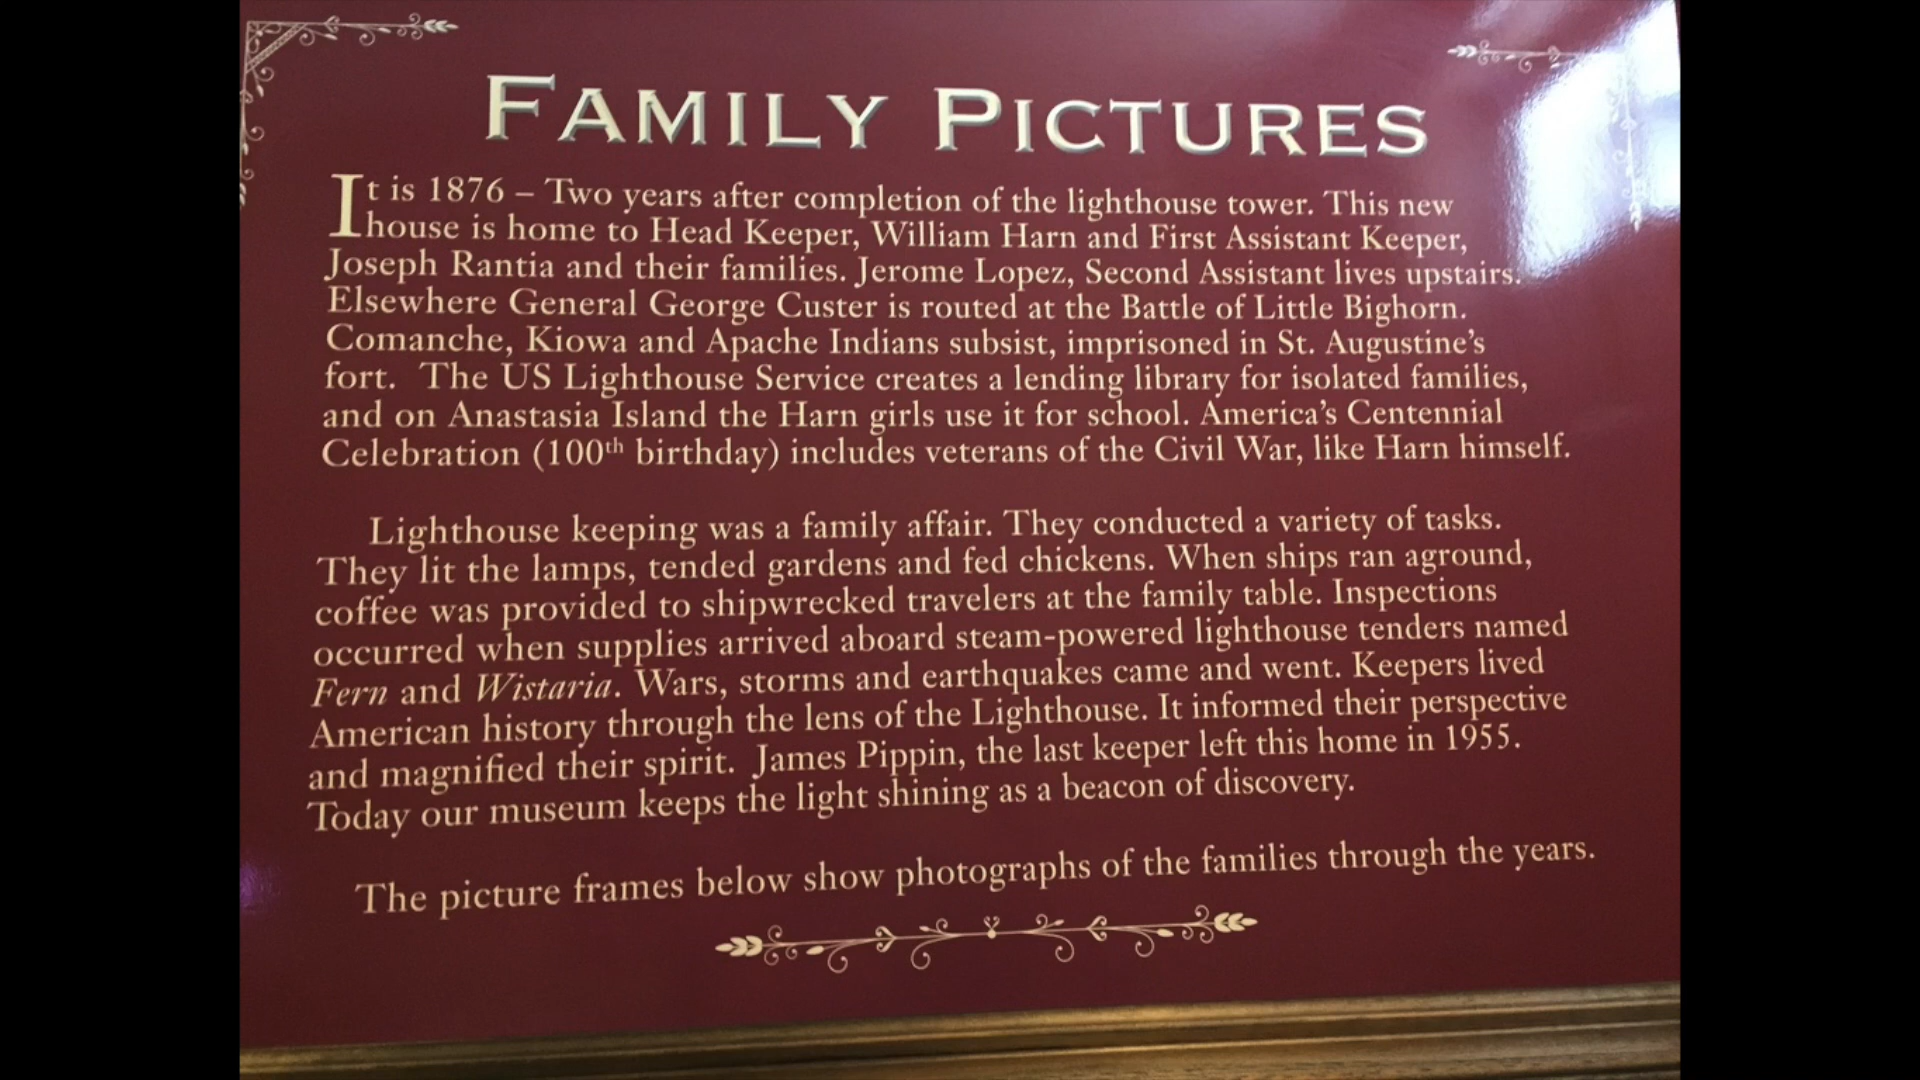 FAMILY PICTURES
It is 1876 – Two years after completion of the lighthouse tower. This new
house is home to Head Keeper, William Harn and First Assistant Keeper,
Joseph Rantia and their families. Jerome Lopez, Second Assistant lives upstairs.
Elsewhere General George Custer is routed at the Battle of Little Bighorn.
Comanche, Kiowa and Apache Indians subsist, imprisoned in St. Augustine's
fort. The US Lighthouse Service creates a lending library for isolated families,
and on Anastasia Island the Harn girls use it for school. America's Centennial
Celebration (100th birthday) includes veterans of the Civil War, like Harn himself.
Lighthouse keeping was a family affair. They conducted a variety of tasks.
They lit the lamps, tended gardens and fed chickens. When ships ran aground,
coffee was provided to shipwrecked travelers at the family table. Inspections
occurred when supplies arrived aboard steam-powered lighthouse tenders named
Fern and Wistaria. Wars, storms and earthquakes came and went. Keepers lived
American history through the lens of the Lighthouse. It informed their perspective
and magnified their spirit. James Pippin, the last keeper left this home in 1955.
Today our museum keeps the light shining as a beacon of discovery.
The picture frames below show photographs of the families through the years.